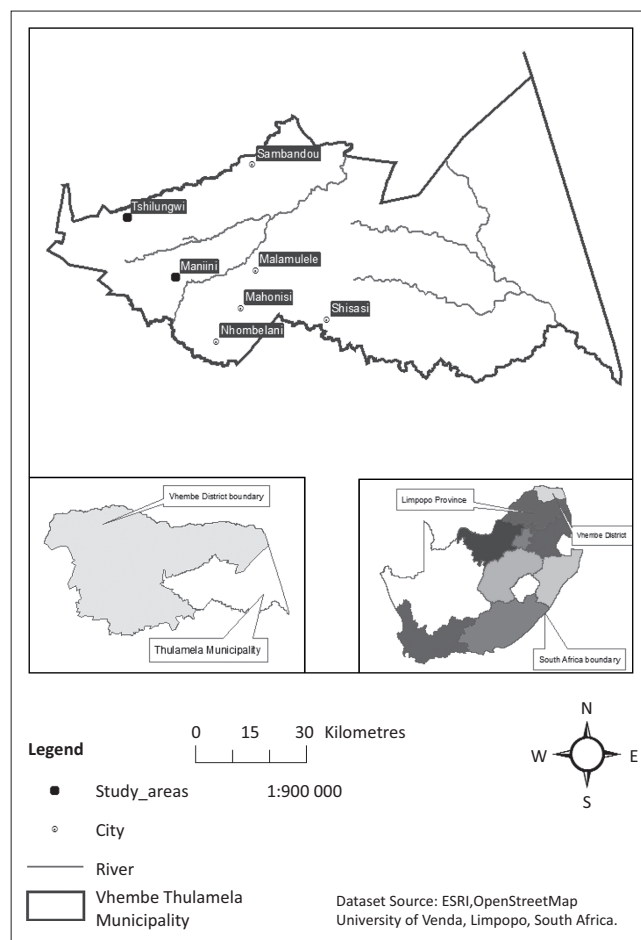 Sambandou
Tshilungwi
Maniini
Malamulele
Mahonisi
Shisasi
Nhombelani
Vhembe District boundary
Thulamela Municipality
Limpopo Province
Vhembe District
South Africa boundary
Legend
0 15 30 Kilometres
1:900 000
Study_areas
City
River
Vhembe Thulamela
Municipality
N
W E
S
Dataset Source: ESRI,OpenStreetMap
University of Venda, Limpopo, South Africa.